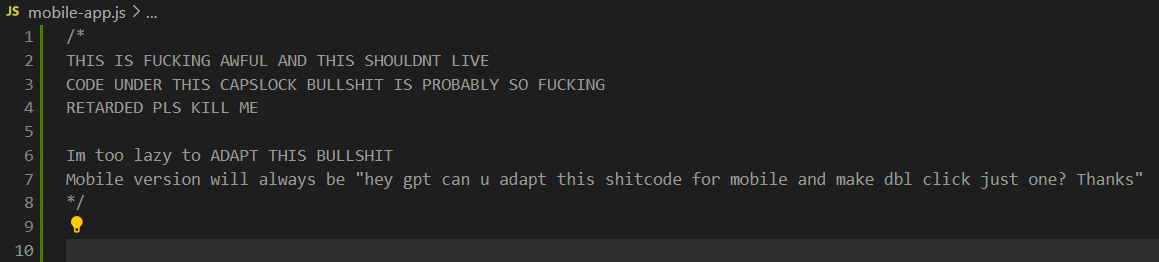 JS mobile-app.js > ...
1 /*
2 THIS IS FUCKING AWFUL AND THIS SHOULDNT LIVE
3 CODE UNDER THIS CAPSLOCK BULLSHIT IS PROBABLY SO FUCKING
4 RETARDED PLS KILL ME
5
6 Im too lazy to ADAPT THIS BULLSHIT
7 Mobile version will always be "hey gpt can u adapt this shitcode for mobile and make dbl click just one? Thanks"
8 */
9
10